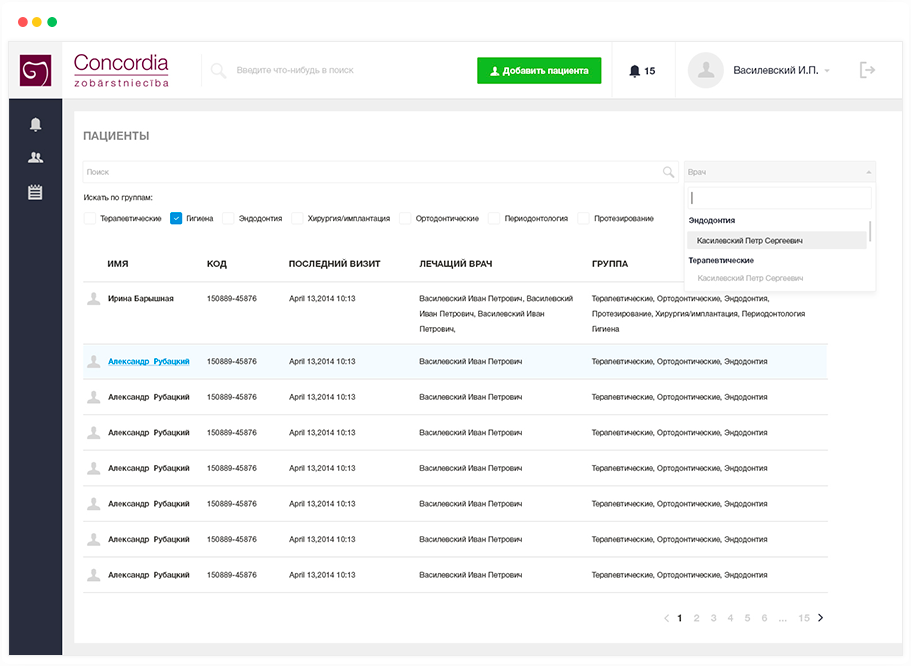 Concordia
zobārstniecība
Введите что-нибудь в поиск
Добавить пациента
15
Василевский И.П.
ПАЦИЕНТЫ
Поиск
Врач
Искать по группам:
Терапевтические Гигиена Эндодонтия Хирургия/имплантация Ортодонтические Периодонтология Протезирование
Эндодонтия
Касилевский Петр Сергеевич
Терапевтические
Касилевский Петр Сергеевич
ИМЯ КОД ПОСЛЕДНИЙ ВИЗИТ ЛЕЧАЩИЙ ВРАЧ ГРУППА
Ирина Барышная 150889-45876 April 13,2014 10:13 Василевский Иван Петрович, Василевский Терапевтические, Ортодонтические, Эндодонтия,
Иван Петрович, Василевский Иван Протезирование, Хирургия/имплантация, Периодонтология
Петрович, Гигиена
Александр Рубацкий 150889-45876 April 13,2014 10:13 Василевский Иван Петрович Терапевтические, Ортодонтические, Эндодонтия
Александр Рубацкий 150889-45876 April 13,2014 10:13 Василевский Иван Петрович Терапевтические, Ортодонтические, Эндодонтия
Александр Рубацкий 150889-45876 April 13,2014 10:13 Василевский Иван Петрович Терапевтические, Ортодонтические, Эндодонтия
Александр Рубацкий 150889-45876 April 13,2014 10:13 Василевский Иван Петрович Терапевтические, Ортодонтические, Эндодонтия
Александр Рубацкий 150889-45876 April 13,2014 10:13 Василевский Иван Петрович Терапевтические, Ортодонтические, Эндодонтия
Александр Рубацкий 150889-45876 April 13,2014 10:13 Василевский Иван Петрович Терапевтические, Ортодонтические, Эндодонтия
Александр Рубацкий 150889-45876 April 13,2014 10:13 Василевский Иван Петрович Терапевтические, Ортодонтические, Эндодонтия
1 2 3 4 5 6 ... 15